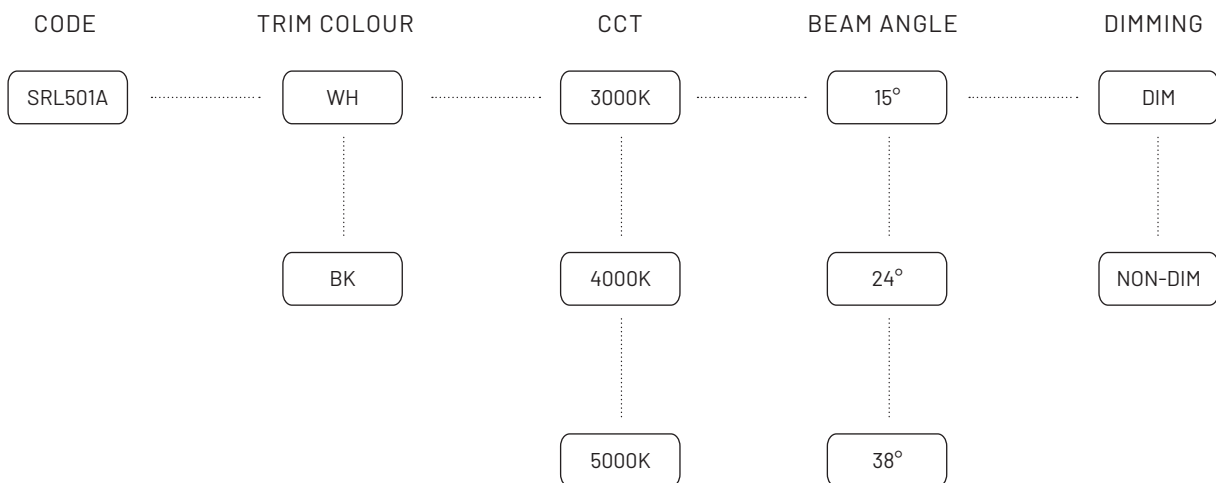 CODE TRIM COLOUR CCT BEAM ANGLE DIMMING
SRL501A WH 3000K 15° DIM
BK 4000K 24° NON-DIM
5000K 38°